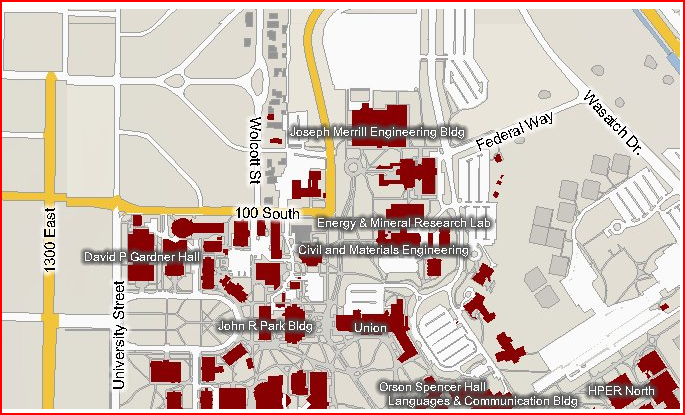 Joseph Merrill Engineering Bldg
Federal Way
Wasatch Dr.
Wolcott St
100 South
Energy & Mineral Research Lab
1300 East
David P Gardner Hall
Civil and Materials Engineering
University Street
John R Park Bldg
Union
Orson Spencer Hall
HPER North
Languages & Communication Bldg